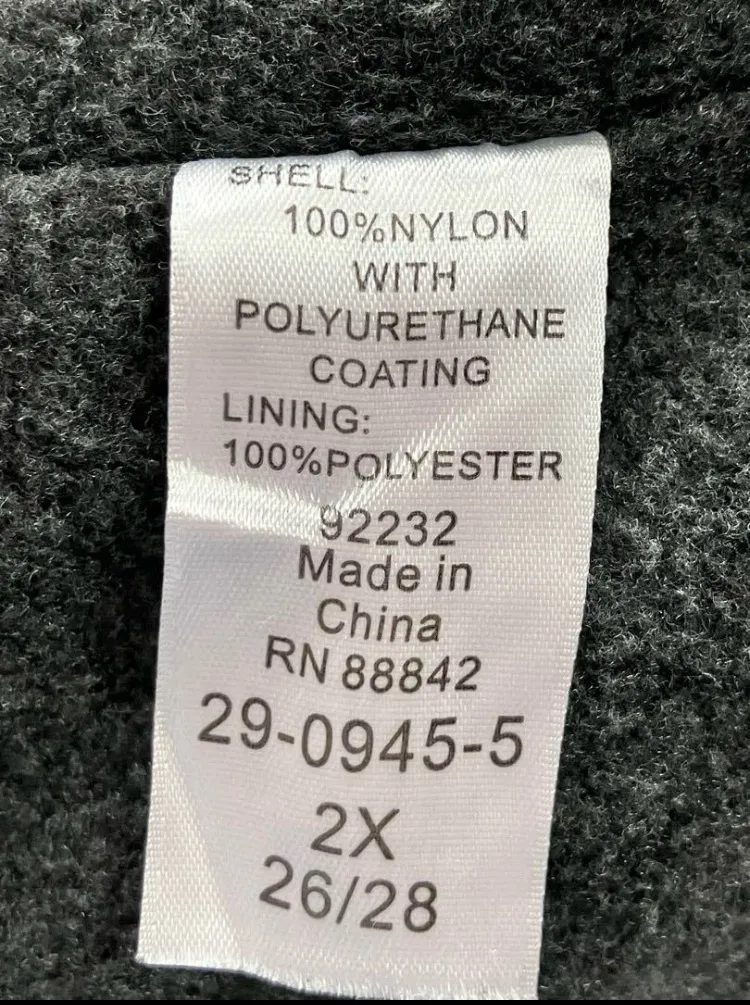 SHELL:
100%NYLON
WITH
POLYURETHANE
COATING
LINING:
100%POLYESTER
92232
Made in
China
RN 88842
29-0945-5
2X
26/28